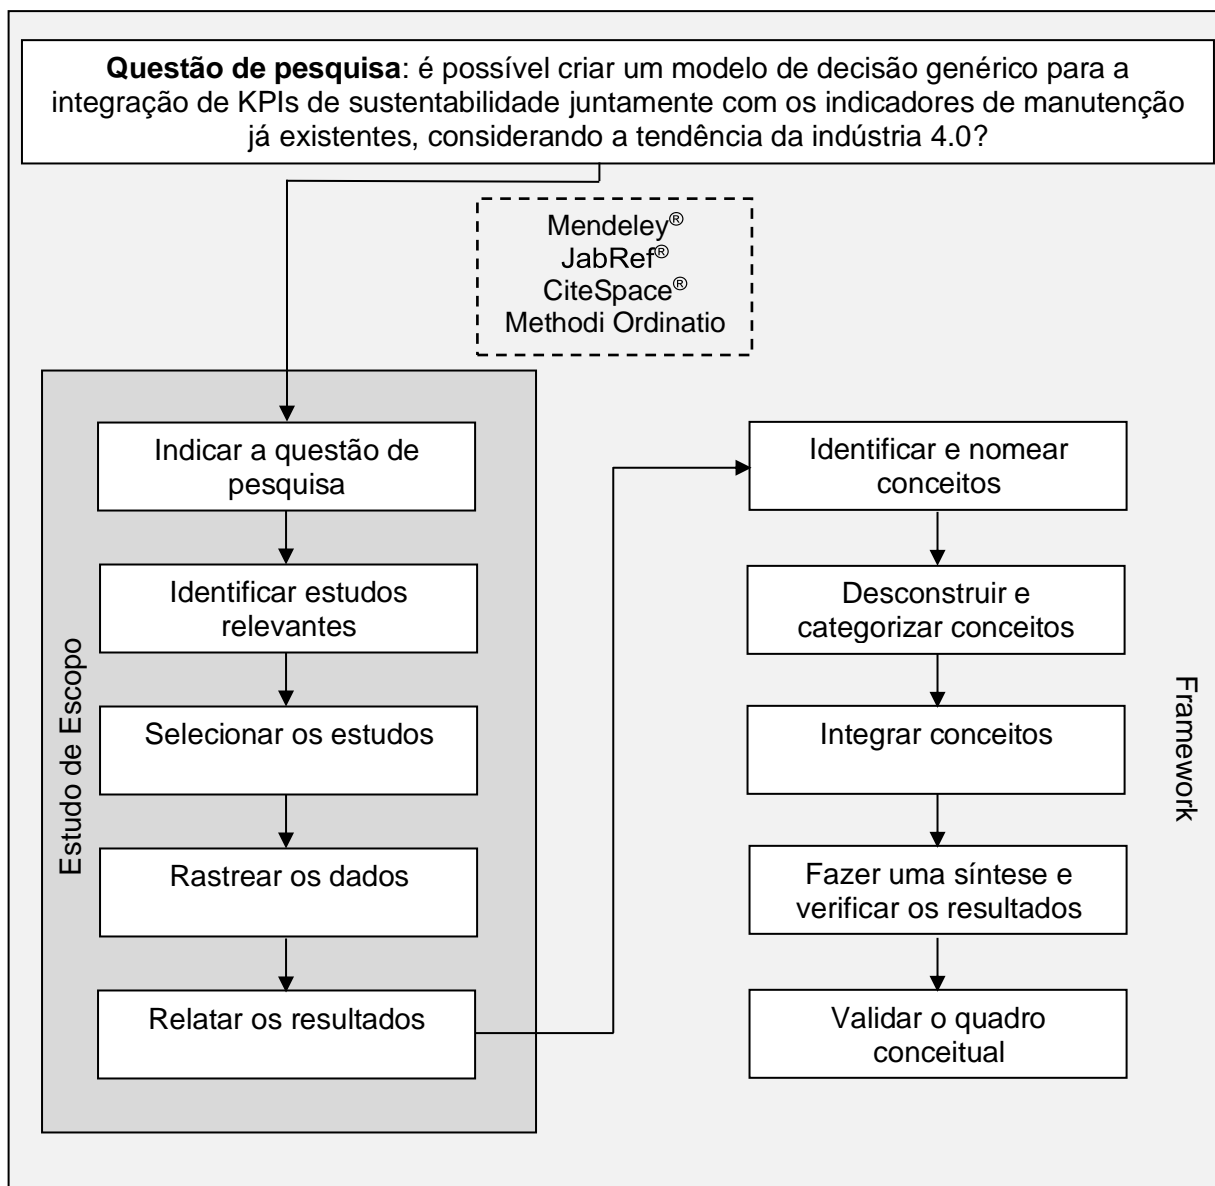 Questão de pesquisa: é possível criar um modelo de decisão genérico para a
integração de KPIs de sustentabilidade juntamente com os indicadores de manutenção
já existentes, considerando a tendência da indústria 4.0?
Mendeley®
JabRef®
CiteSpace®
Methodi Ordinatio
Estudo de Escopo
Indicar a questão de
pesquisa
Identificar estudos
relevantes
Selecionar os estudos
Rastrear os dados
Relatar os resultados
Identificar e nomear
conceitos
Desconstruir e
categorizar conceitos
Integrar conceitos
Fazer uma síntese e
verificar os resultados
Validar o quadro
conceitual
Framework